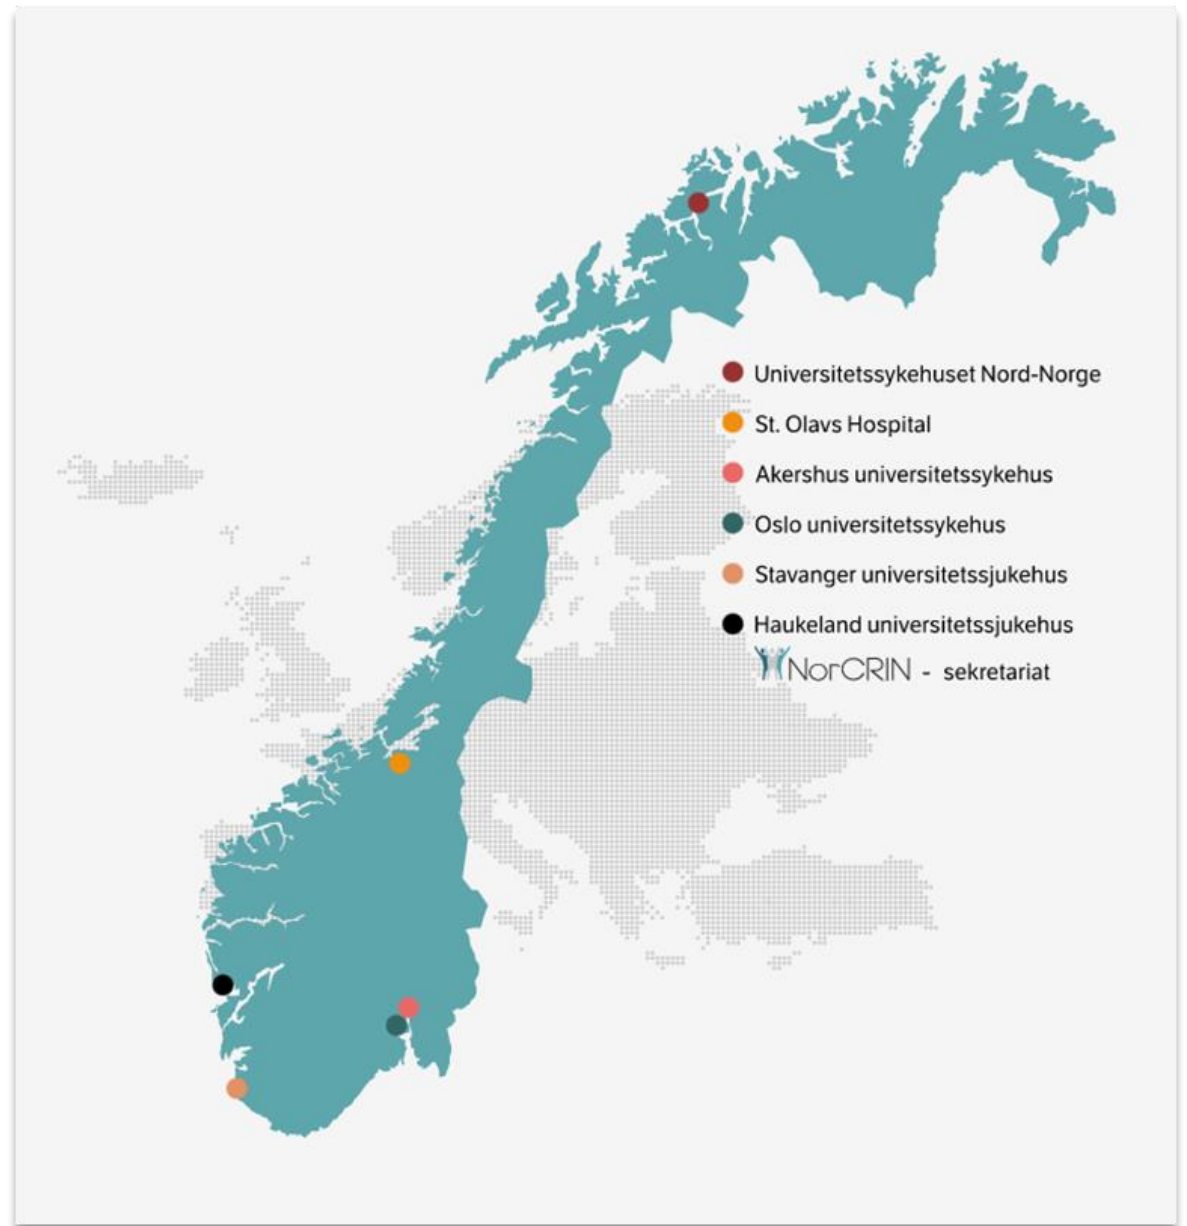 Universitetssykehuset Nord-Norge
St. Olavs Hospital
Akershus universitetssykehus
Oslo universitetssykehus
Stavanger universitetssjukehus
Haukeland universitetssjukehus
NorCRIN - sekretariat